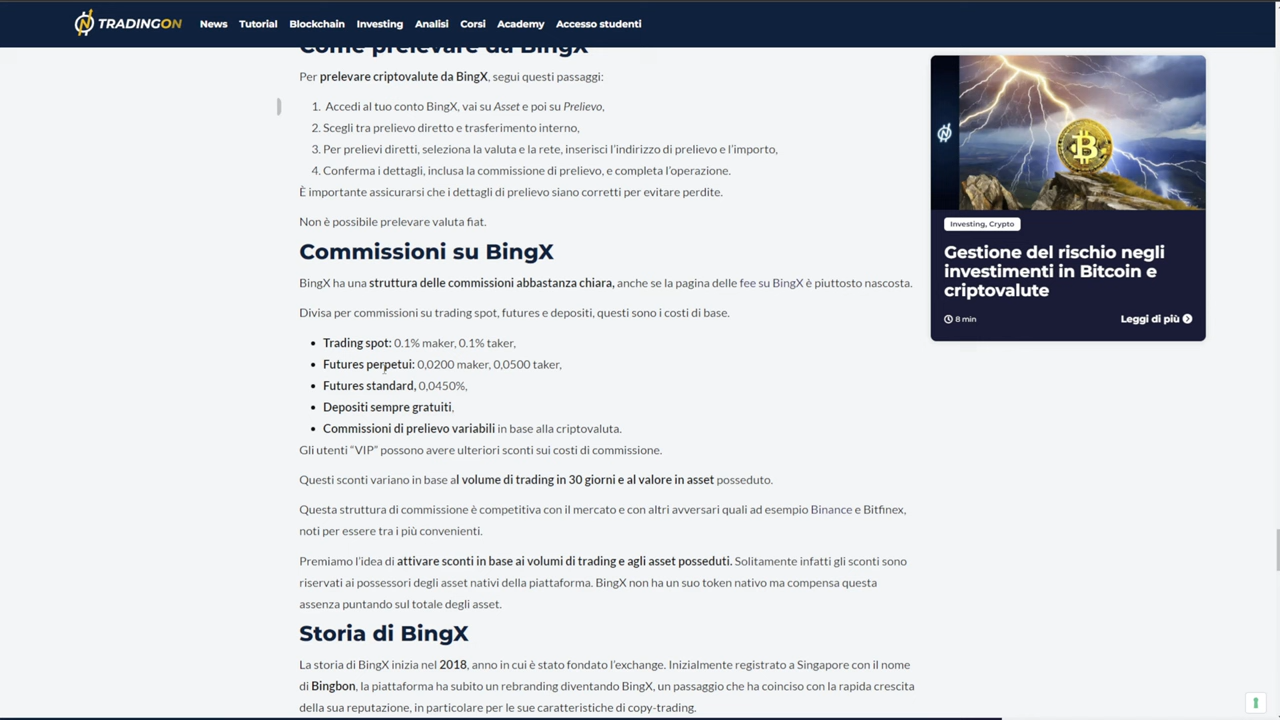 TRADINGON
News Tutorial Blockchain Investing Analisi Corsi Academy Accesso studenti
Come prelevare da BingX
Per prelevare criptovalute da BingX, segui questi passaggi:
1. Accedi al tuo conto BingX, vai su Asset e poi su Prelievo,
2. Scegli tra prelievo diretto e trasferimento interno,
3. Per prelievi diretti, seleziona la valuta e la rete, inserisci l’indirizzo di prelievo e l’importo,
4. Conferma i dettagli, inclusa la commissione di prelievo, e completa l’operazione.
È importante assicurarsi che i dettagli di prelievo siano corretti per evitare perdite.
Non è possibile prelevare valuta fiat.
Commissioni su BingX
BingX ha una struttura delle commissioni abbastanza chiara, anche se la pagina delle fee su BingX è piuttosto nascosta.
Divisa per commissioni su trading spot, futures e depositi, questi sono i costi di base.
• Trading spot: 0.1% maker, 0.1% taker,
• Futures perpetui: 0,0200 maker, 0,0500 taker,
• Futures standard, 0,0450%,
• Depositi sempre gratuiti,
• Commissioni di prelievo variabili in base alla criptovaluta.
Gli utenti “VIP” possono avere ulteriori sconti sui costi di commissione.
Questi sconti variano in base al volume di trading in 30 giorni e al valore in asset posseduto.
Questa struttura di commissione è competitiva con il mercato e con altri avversari quali ad esempio Binance e Bitfinex,
noti per essere tra i più convenienti.
Premiamo l’idea di attivare sconti in base ai volumi di trading e agli asset posseduti. Solitamente infatti gli sconti sono
riservati ai possessori degli asset nativi della piattaforma. BingX non ha un suo token nativo ma compensa questa
assenza puntando sul totale degli asset.
Storia di BingX
La storia di BingX inizia nel 2018, anno in cui è stato fondato l’exchange. Inizialmente registrato a Singapore con il nome
di Bingbon, la piattaforma ha subito un rebranding diventando BingX, un passaggio che ha coinciso con la rapida crescita
della sua reputazione, in particolare per le sue caratteristiche di copy-trading.
Investing, Crypto
Gestione del rischio negli
investimenti in Bitcoin e
criptovalute
8 min
Leggi di più